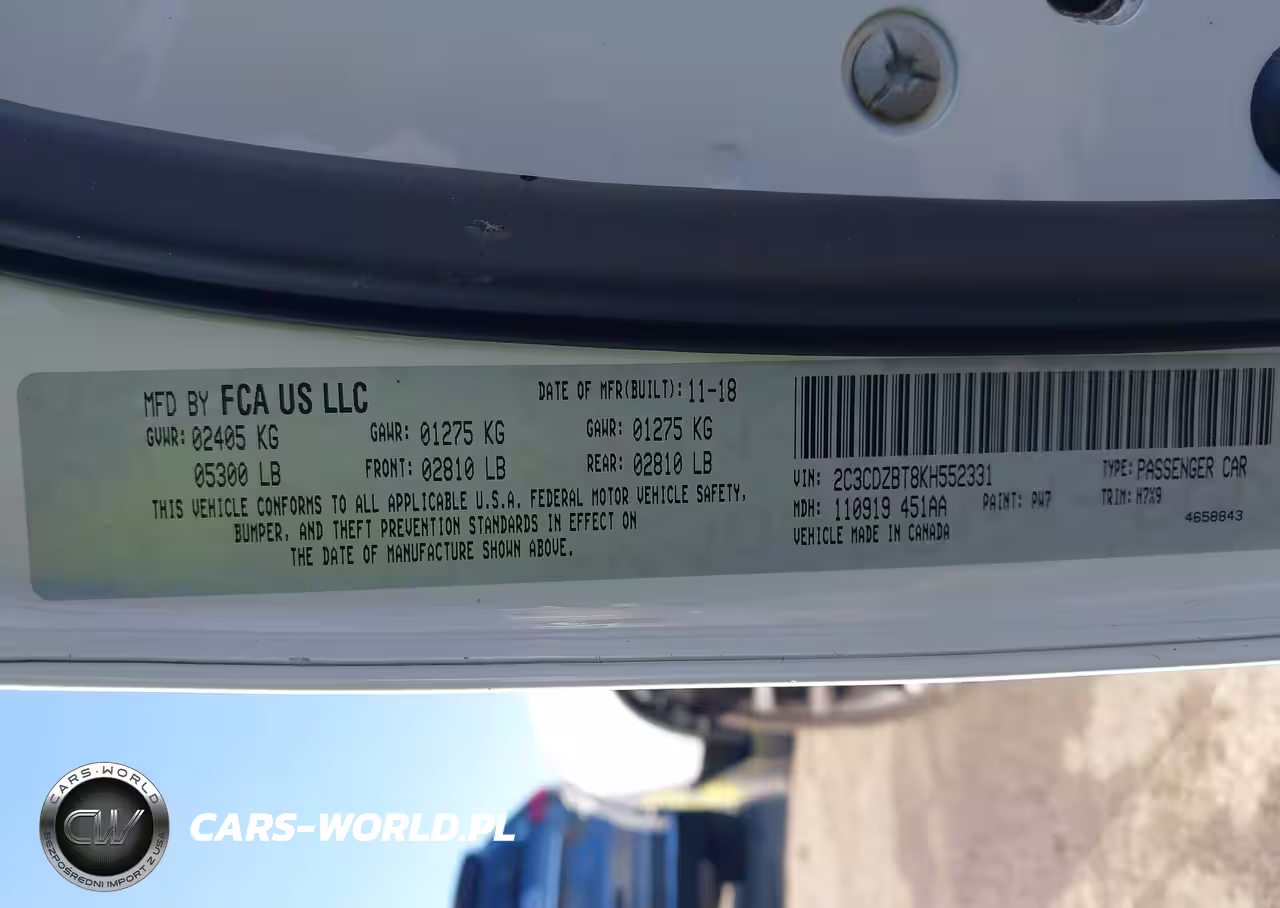 MFD BY FCA US LLC
DATE OF MFR(BUILT): 11-18
GVWR: 02405 KG
GAWR: 01275 KG
GAWR: 01275 KG
05300 LB
FRONT: 02810 LB
REAR: 02810 LB
THIS VEHICLE CONFORMS TO ALL APPLICABLE U.S.A. FEDERAL MOTOR VEHICLE SAFETY,
BUMPER, AND THEFT PREVENTION STANDARDS IN EFFECT ON
THE DATE OF MANUFACTURE SHOWN ABOVE.
VIN: 2C3CDZBT8KH552331
TYPE: PASSENGER CAR
MDH: 110919 451AA
PAINT: PW7
TRIM: H7X9
VEHICLE MADE IN CANADA
4658843
CARS-WORLD
CW
BEZPOŚREDNI IMPORT Z USA
CARS-WORLD.PL